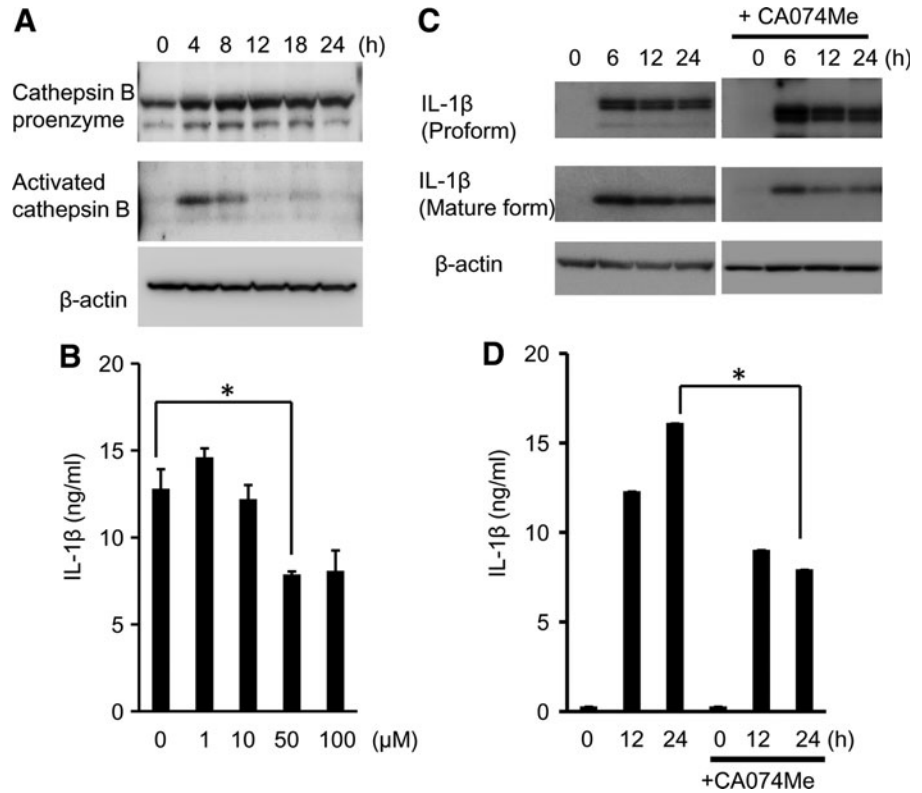 A
0 4 8 12 18 24 (h)
Cathepsin B
proenzyme
Activated
cathepsin B
β-actin
B
20
15
10
5
0
IL-1β (ng/ml)
*
0 1 10 50 100 (μM)
C
+ CA074Me
0 6 12 24 0 6 12 24 (h)
IL-1β
(Proform)
IL-1β
(Mature form)
β-actin
D
20
15
10
5
0
IL-1β (ng/ml)
*
0 12 24 0 12 24 (h)
+CA074Me